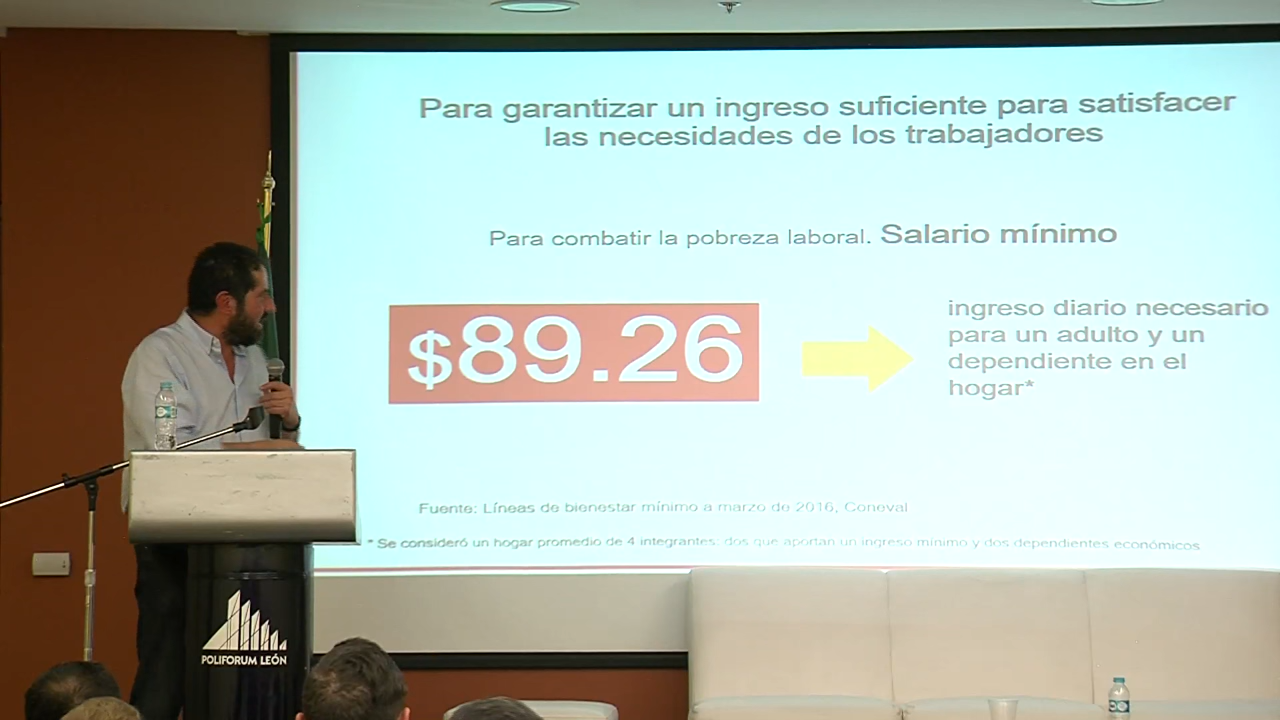 Para garantizar un ingreso suficiente para satisfacer
las necesidades de los trabajadores
Para combatir la pobreza laboral. Salario mínimo
$89.26
ingreso diario necesario
para un adulto y un
dependiente en el
hogar*
Fuente: Líneas de bienestar mínimo a marzo de 2016, Coneval
* Se consideró un hogar promedio de 4 integrantes: dos que aportan un ingreso mínimo y dos dependientes económicos
POLIFORUM LEÓN